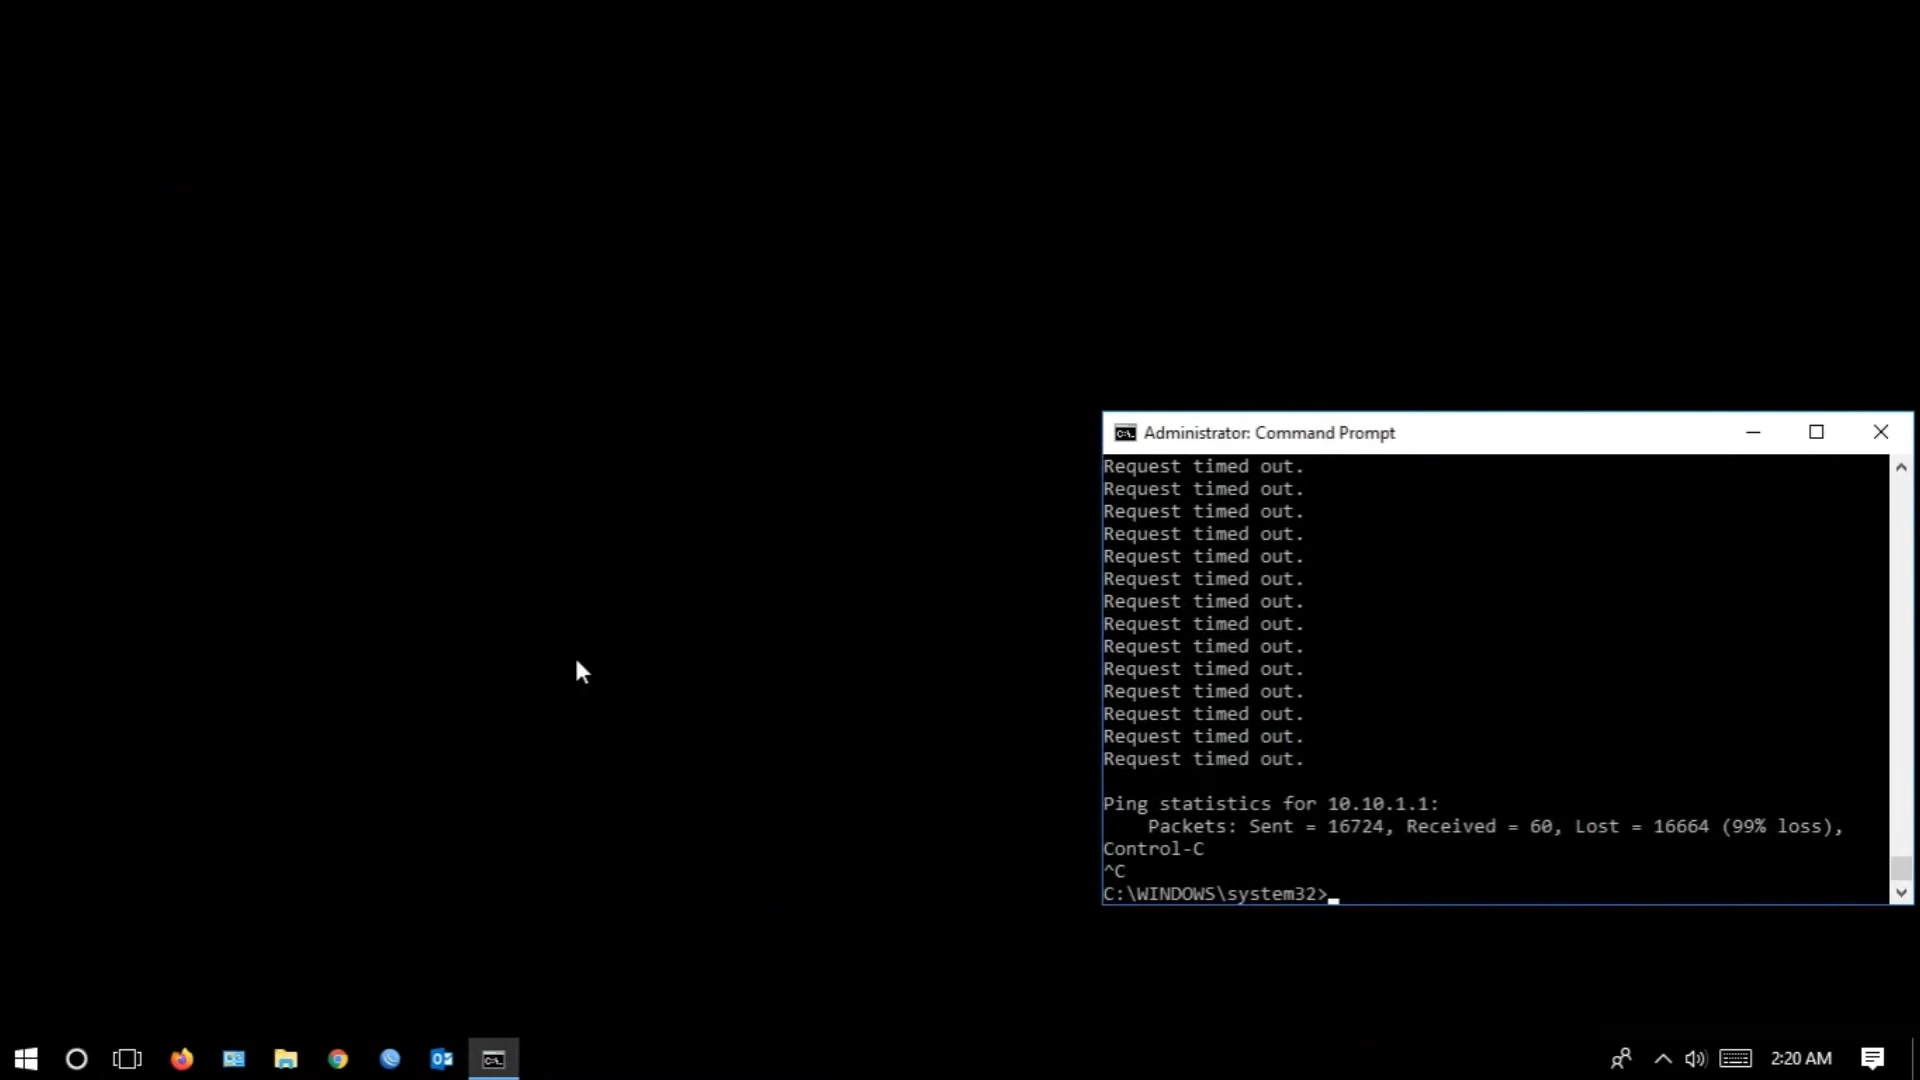 Administrator: Command Prompt
Request timed out.
Request timed out.
Request timed out.
Request timed out.
Request timed out.
Request timed out.
Request timed out.
Request timed out.
Request timed out.
Request timed out.
Request timed out.
Request timed out.
Request timed out.
Request timed out.
Ping statistics for 10.10.1.1:
Packets: Sent = 16724, Received = 60, Lost = 16664 (99% loss),
Control-C
^C
C:\WINDOWS\system32>
2:20 AM